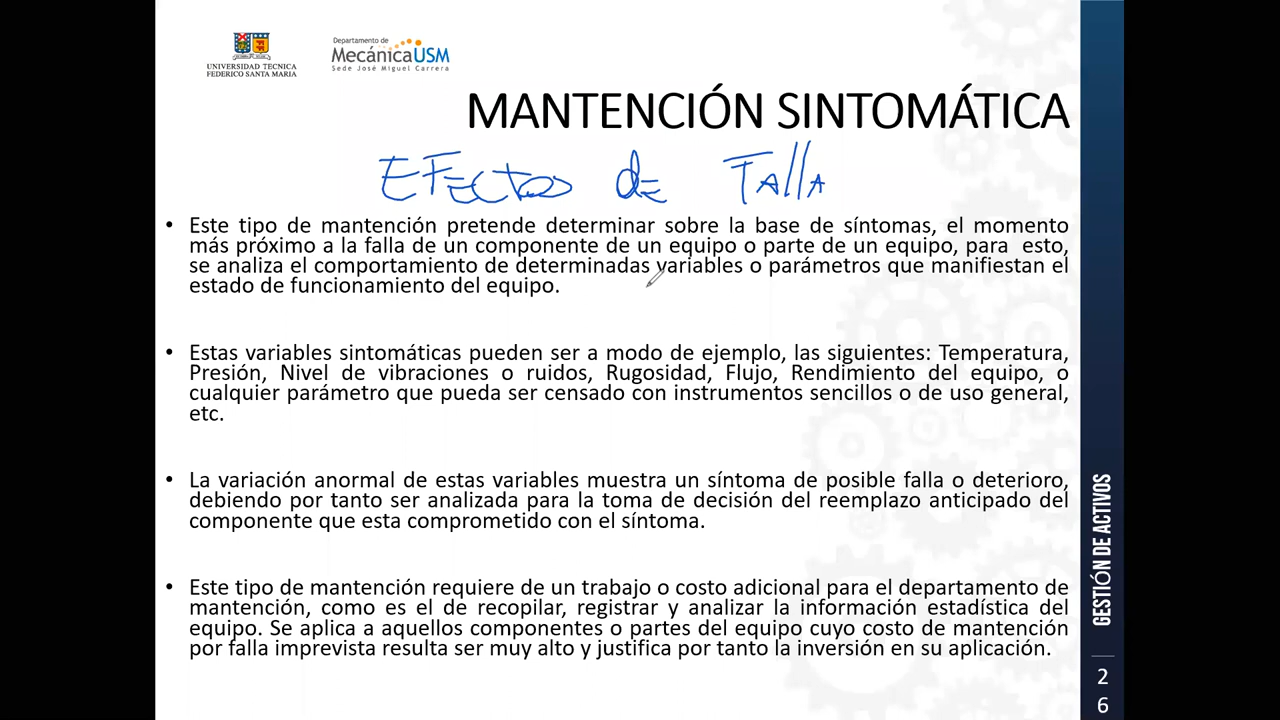 UNIVERSIDAD TECNICA
FEDERICO SANTA MARIA
Departamento de
MecánicaUSM
Sede José Miguel Carrera
MANTENCIÓN SINTOMÁTICA
EFECTOS DE FALLA
• Este tipo de mantención pretende determinar sobre la base de síntomas, el momento
más próximo a la falla de un componente de un equipo o parte de un equipo, para esto,
se analiza el comportamiento de determinadas variables o parámetros que manifiestan el
estado de funcionamiento del equipo.
• Estas variables sintomáticas pueden ser a modo de ejemplo, las siguientes: Temperatura,
Presión, Nivel de vibraciones o ruidos, Rugosidad, Flujo, Rendimiento del equipo, o
cualquier parámetro que pueda ser censado con instrumentos sencillos o de uso general,
etc.
• La variación anormal de estas variables muestra un síntoma de posible falla o deterioro,
debiendo por tanto ser analizada para la toma de decisión del reemplazo anticipado del
componente que esta comprometido con el síntoma.
• Este tipo de mantención requiere de un trabajo o costo adicional para el departamento de
mantención, como es el de recopilar, registrar y analizar la información estadística del
equipo. Se aplica a aquellos componentes o partes del equipo cuyo costo de mantención
por falla imprevista resulta ser muy alto y justifica por tanto la inversión en su aplicación.
GESTIÓN DE ACTIVOS
2
6